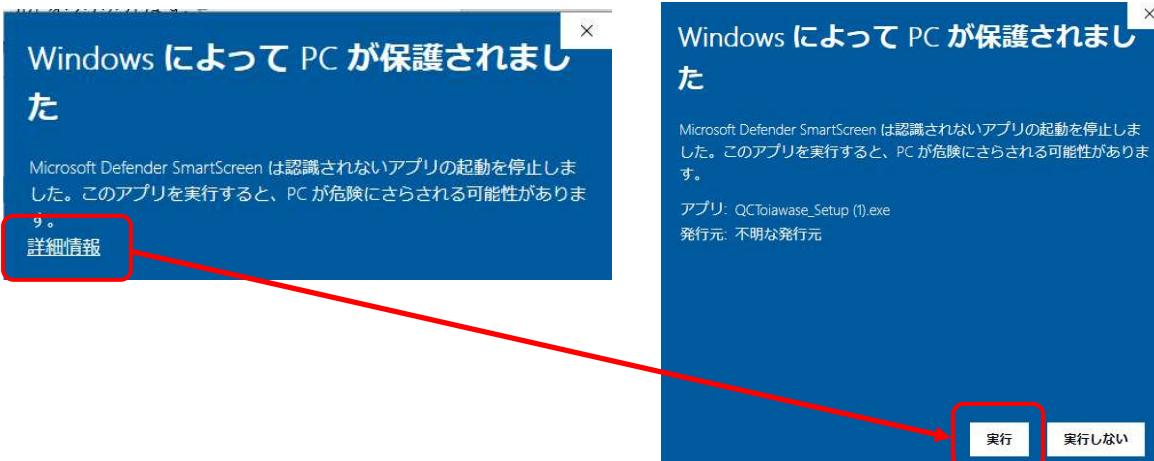 Windows によって PC が保護されまし
た
Microsoft Defender SmartScreen は認識されないアプリの起動を停止しま
した。このアプリを実行すると、PC が危険にさらされる可能性がありま
す。
詳細情報
Windows によって PC が保護されまし
た
Microsoft Defender SmartScreen は認識されないアプリの起動を停止しま
した。このアプリを実行すると、PC が危険にさらされる可能性がありま
す。
アプリ: QCToiawase_Setup (1).exe
発行元: 不明な発行元
実行
実行しない